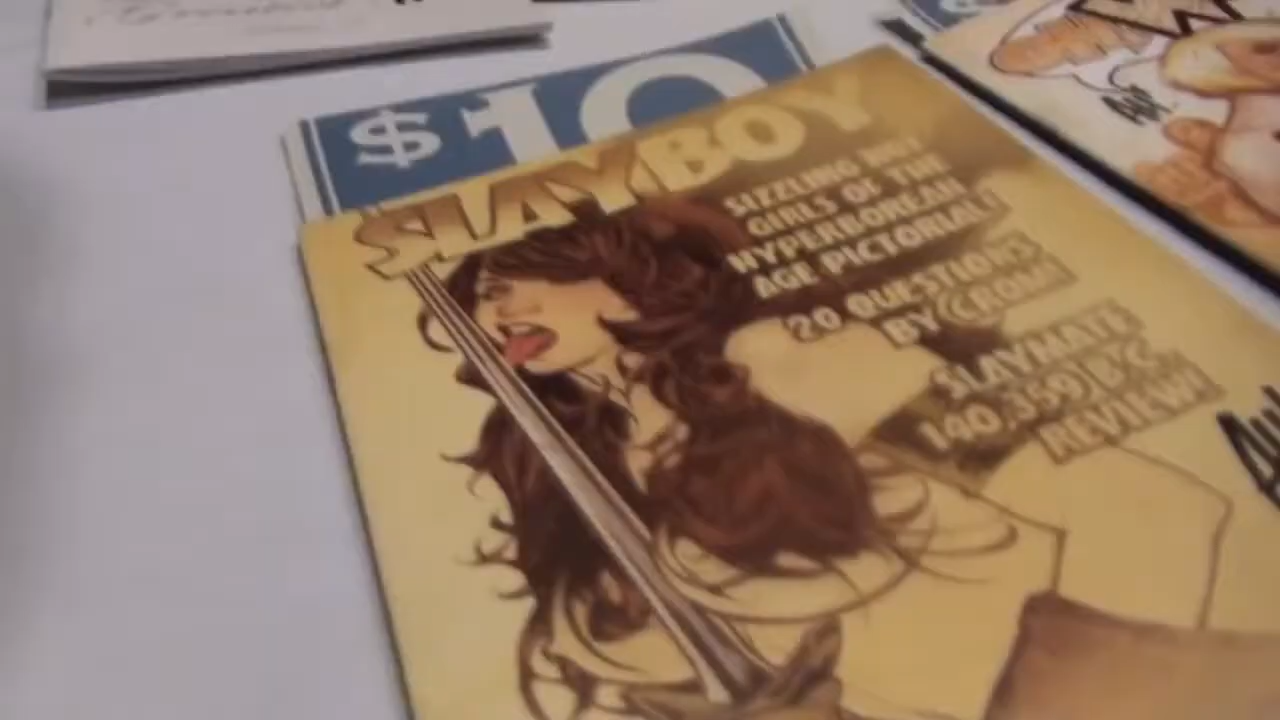 $10
SLAYBOY
SIZZLING HOT
GIRLS OF THE
HYPERBOREAN
AGE PICTORIAL!
20 QUESTIONS
BY CROM!
SLAYMATE
140,359 B.C.
REVIEW!